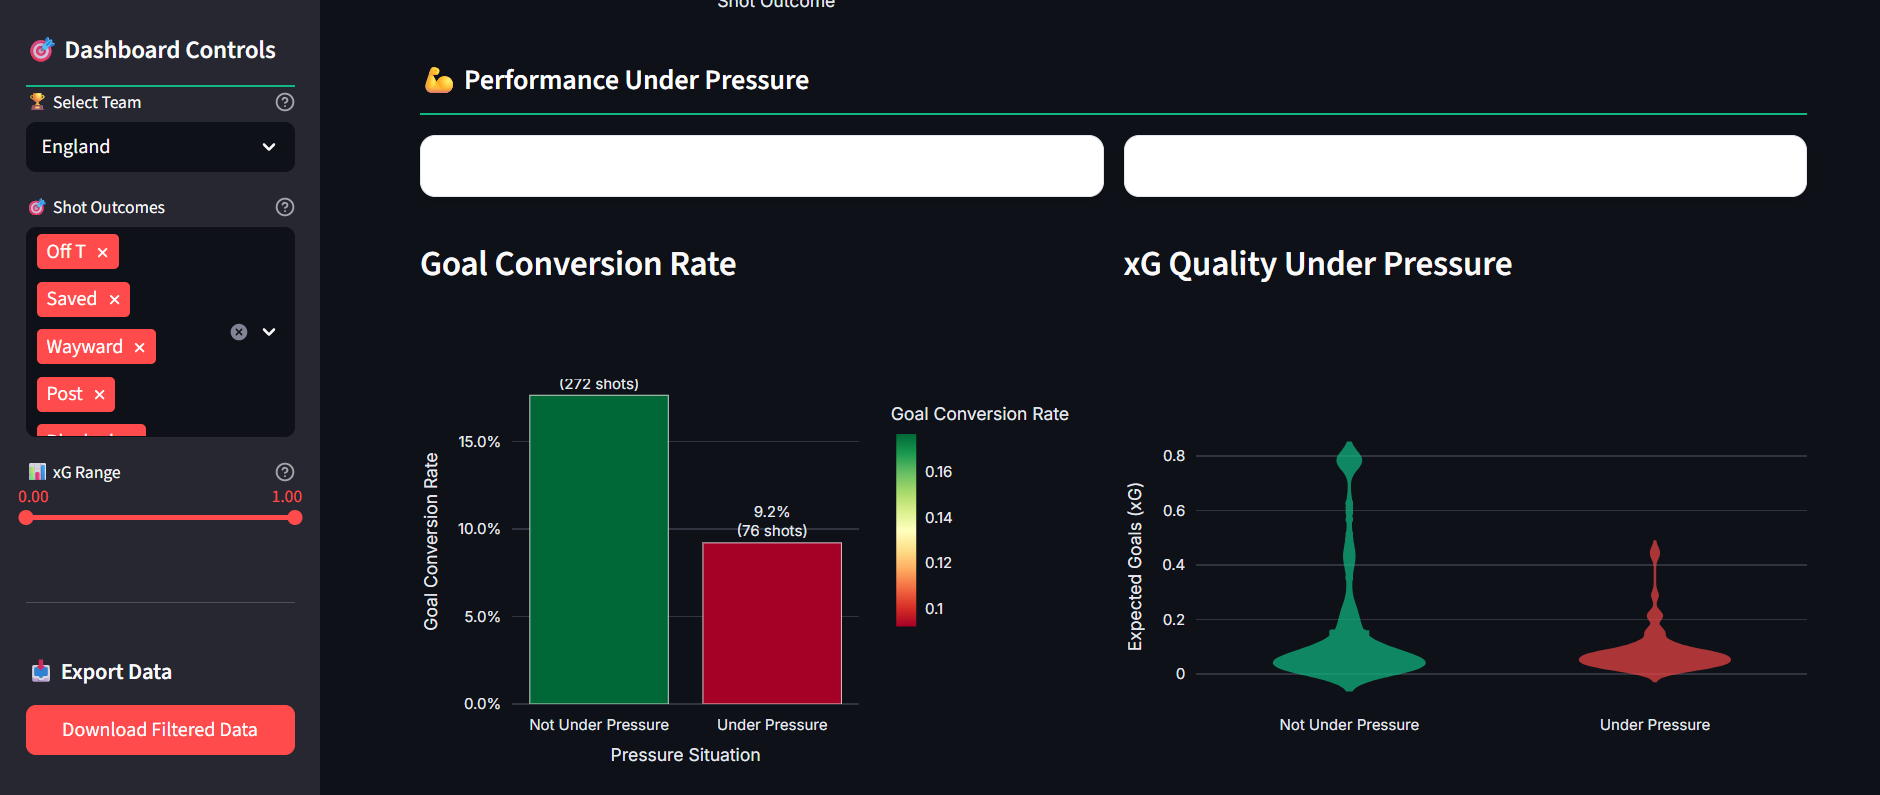 Dashboard Controls
Select Team
England
Shot Outcomes
Off T
Saved
Wayward
Post
xG Range
0.00
1.00
Export Data
Download Filtered Data
Shot Outcome
Performance Under Pressure
Goal Conversion Rate
(272 shots)
9.2%
(76 shots)
Goal Conversion Rate
15.0%
10.0%
5.0%
0.0%
Not Under Pressure
Under Pressure
Pressure Situation
Goal Conversion Rate
0.16
0.14
0.12
0.1
xG Quality Under Pressure
Expected Goals (xG)
0.8
0.6
0.4
0.2
0
Not Under Pressure
Under Pressure